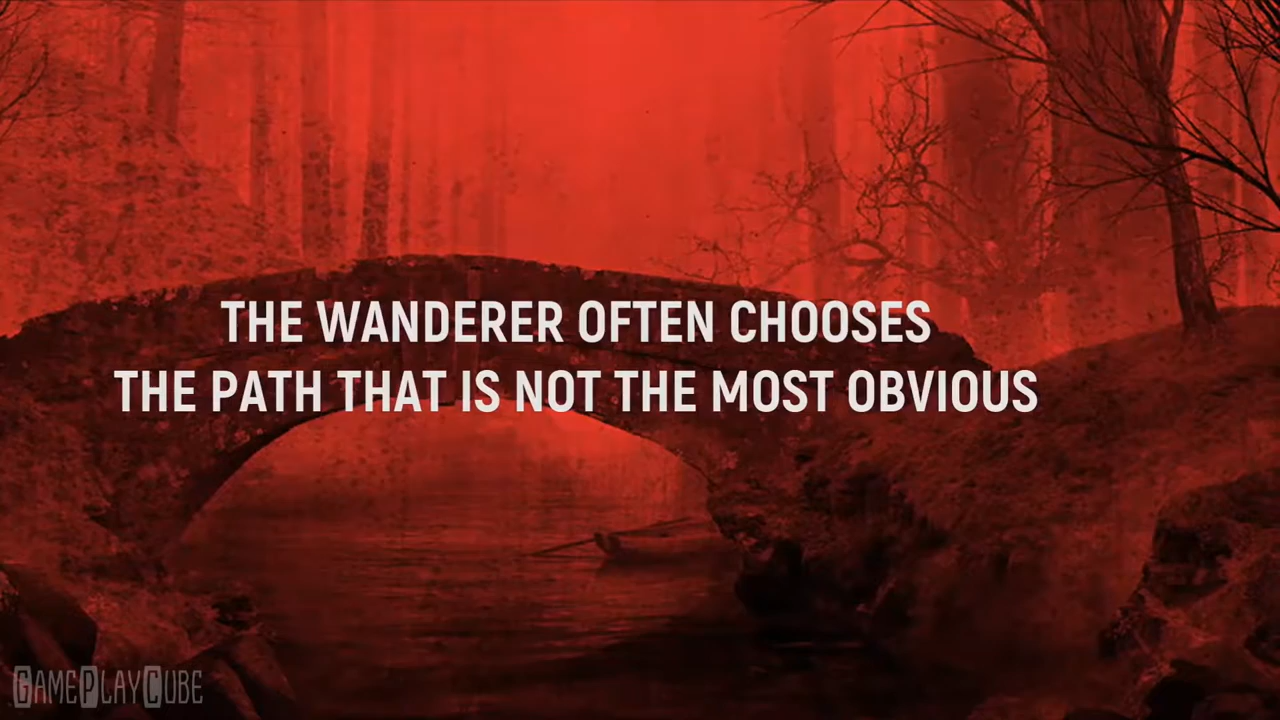 THE WANDERER OFTEN CHOOSES
THE PATH THAT IS NOT THE MOST OBVIOUS
GAMEPLAYCUBE